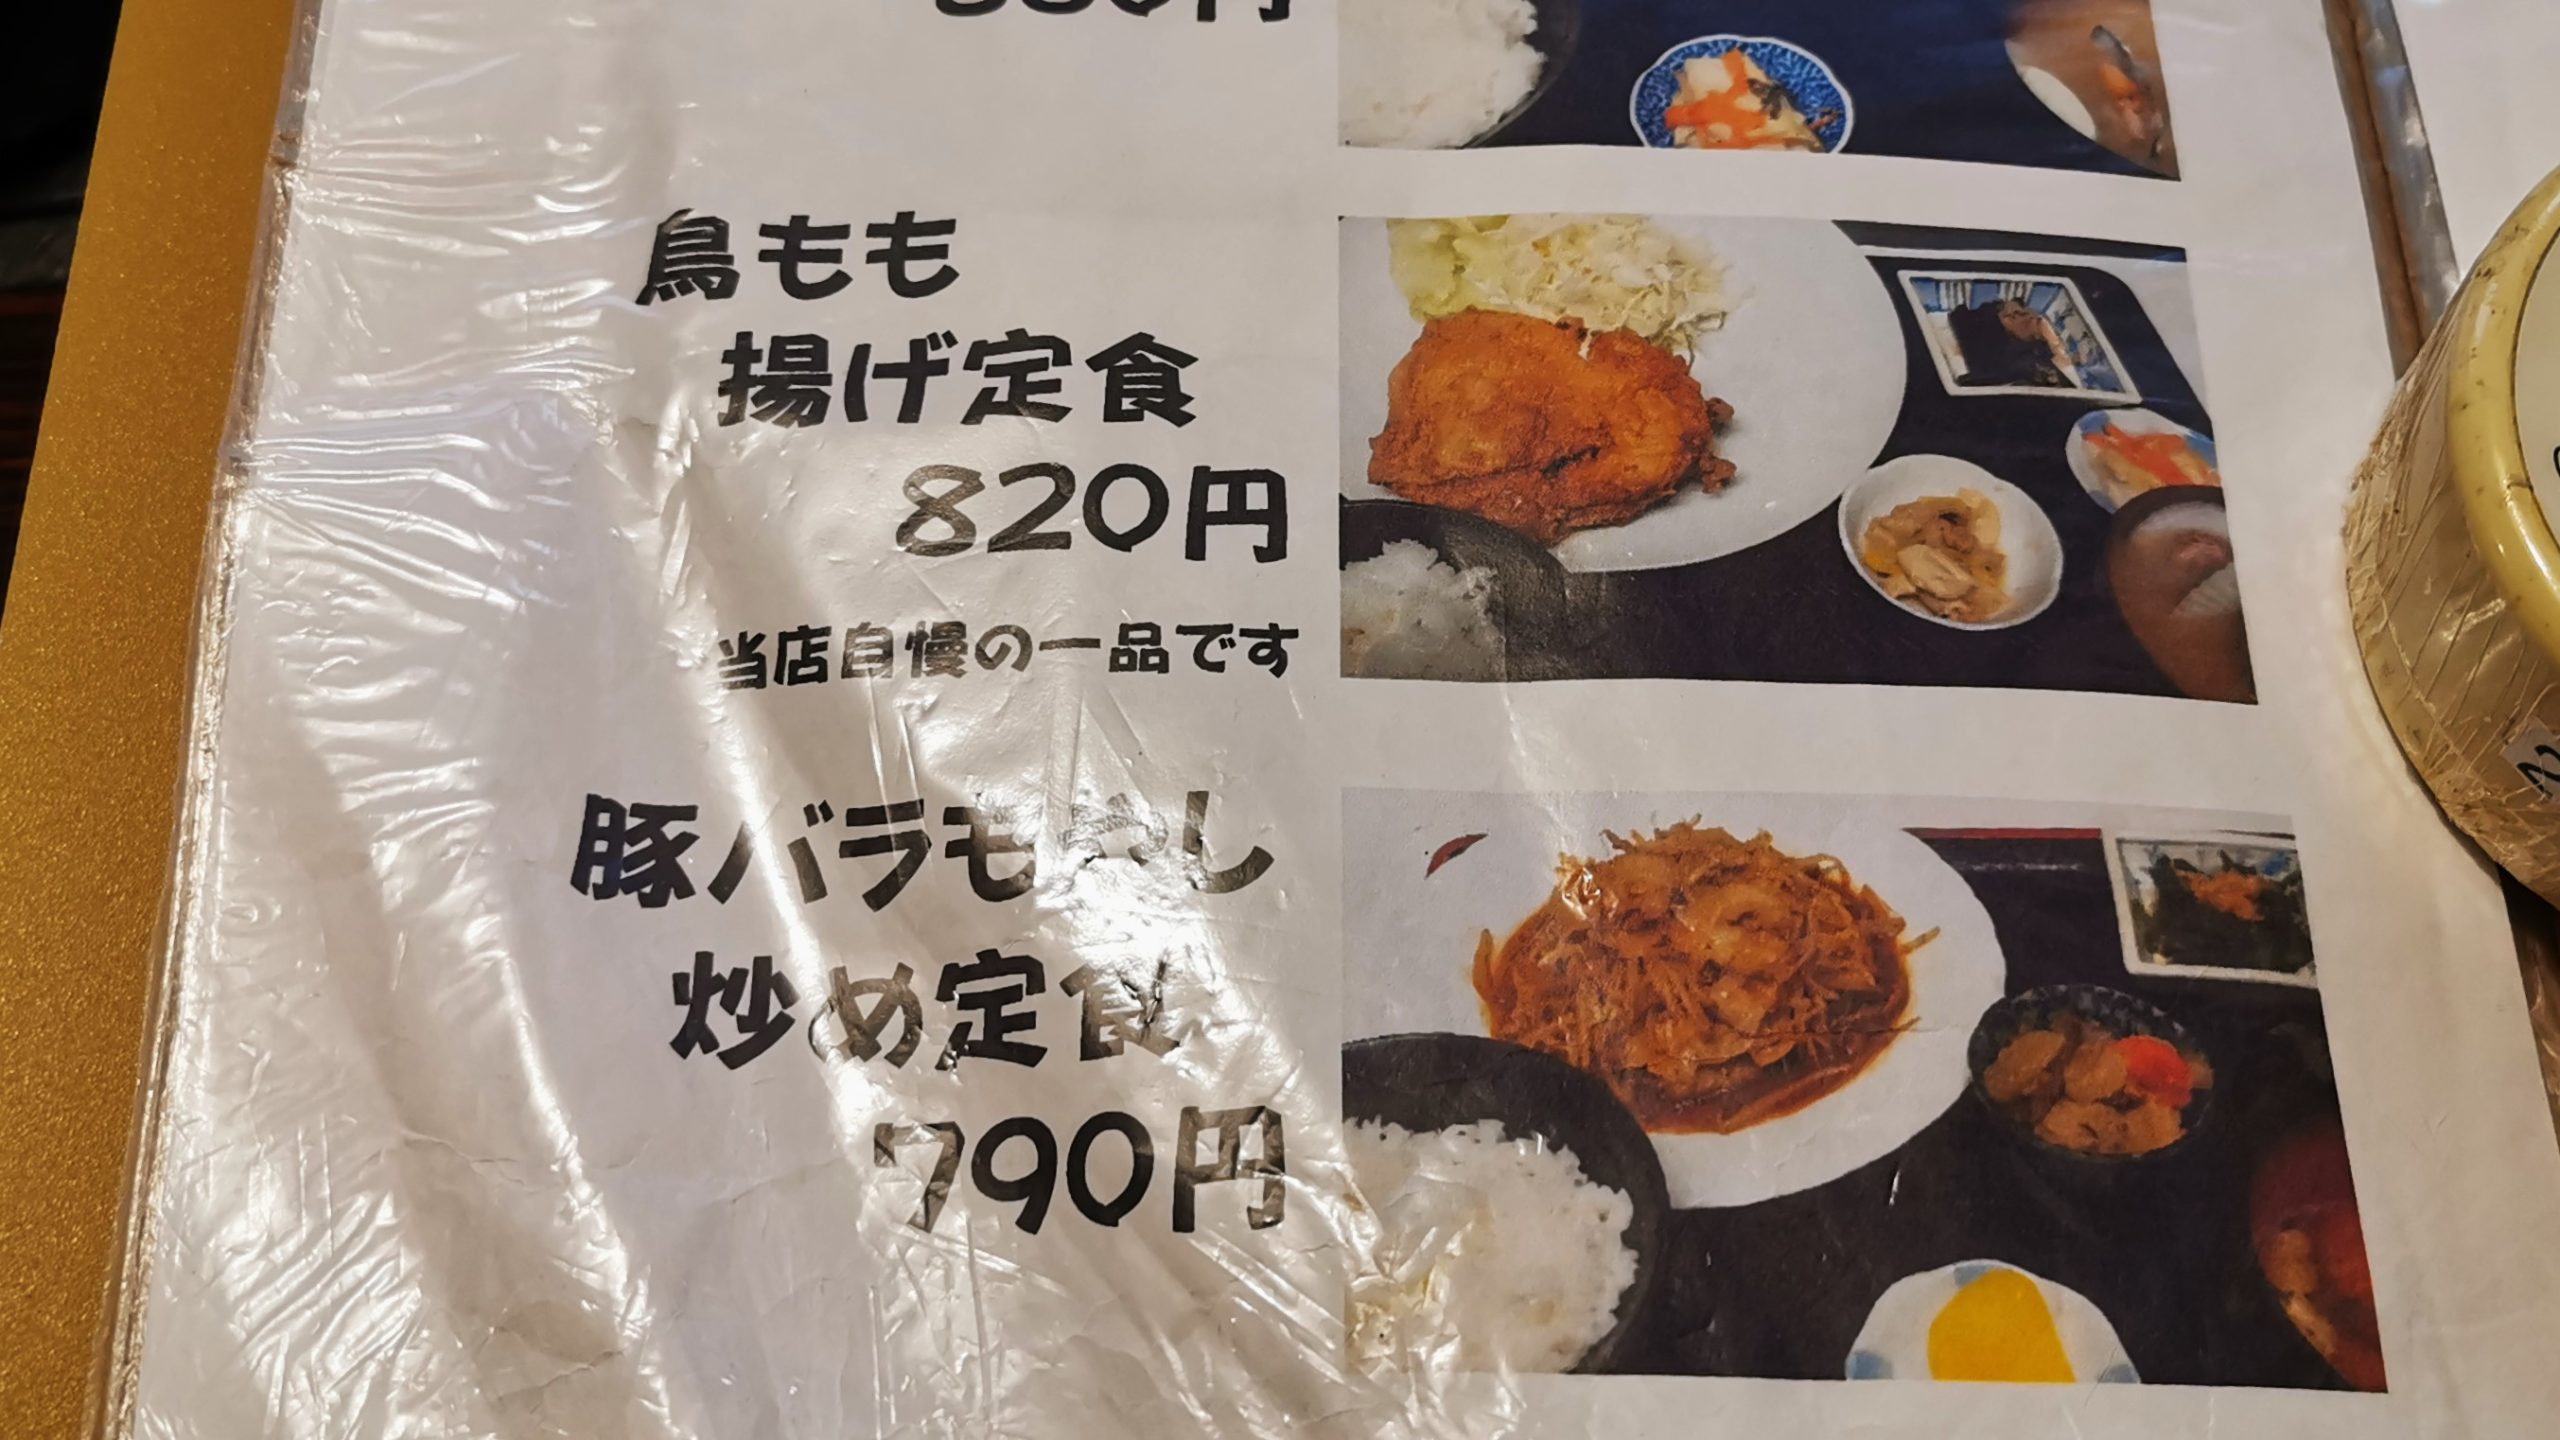 鳥もも
揚げ定食
820円
当店自慢の一品です
豚バラもやし
炒め定食
790円